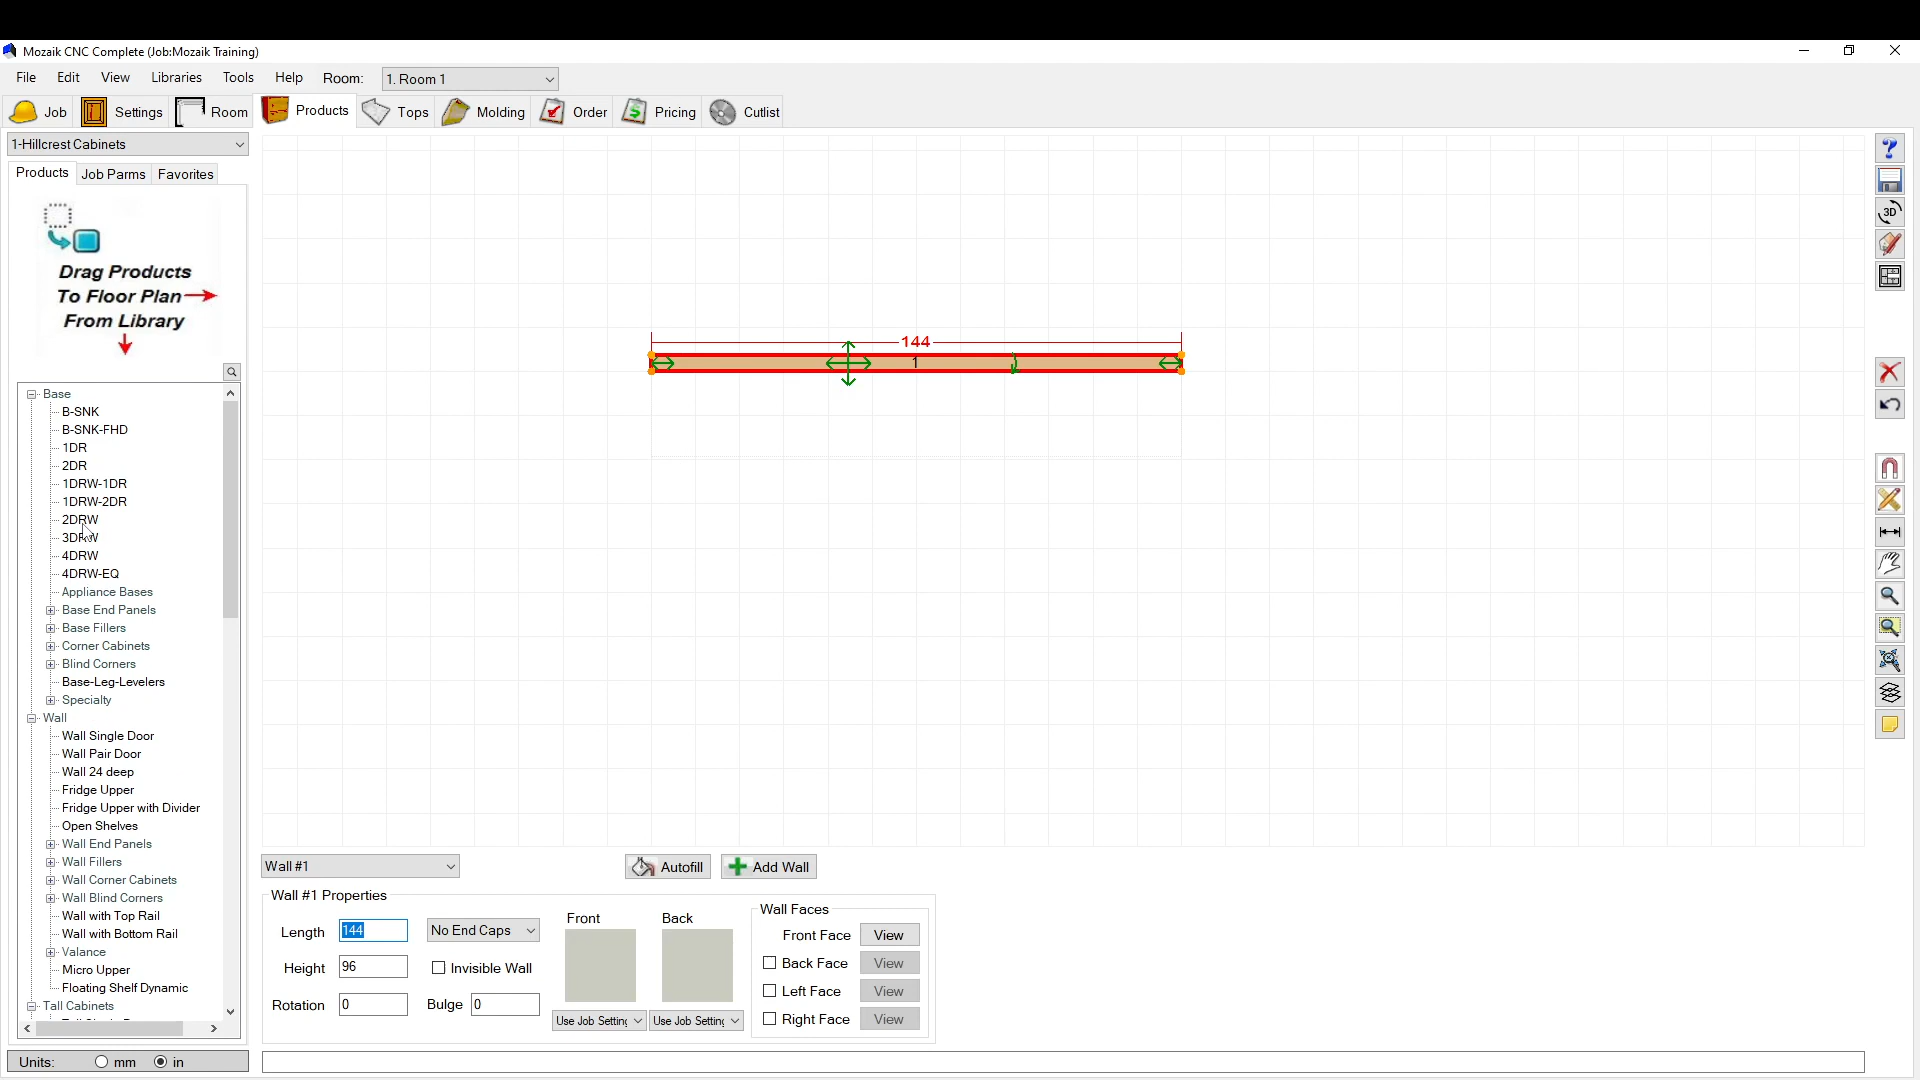 Mozaik CNC Complete (Job:Mozaik Training)
File Edit View Libraries Tools Help Room: 1. Room 1
Job Settings Room Products Tops Molding Order Pricing Cutlist
1-Hillcrest Cabinets
Products Job Parms Favorites
Drag Products
To Floor Plan
From Library
3D
144
1
Base
B-SNK
B-SNK-FHD
1DR
2DR
1DRW-1DR
1DRW-2DR
2DRW
3DRW
4DRW
4DRW-EQ
Appliance Bases
Base End Panels
Base Fillers
Corner Cabinets
Blind Corners
Base-Leg-Levelers
Specialty
Wall
Wall Single Door
Wall Pair Door
Wall 24 deep
Fridge Upper
Fridge Upper with Divider
Open Shelves
Wall End Panels
Wall Fillers
Wall Corner Cabinets
Wall Blind Corners
Wall with Top Rail
Wall with Bottom Rail
Valance
Micro Upper
Floating Shelf Dynamic
Tall Cabinets
Wall #1 Autofill Add Wall
Wall #1 Properties
Length 144 No End Caps
Height 96 Invisible Wall
Rotation 0 Bulge 0
Front Back
Use Job Setting Use Job Setting
Wall Faces
Front Face View
Back Face View
Left Face View
Right Face View
Units: mm in